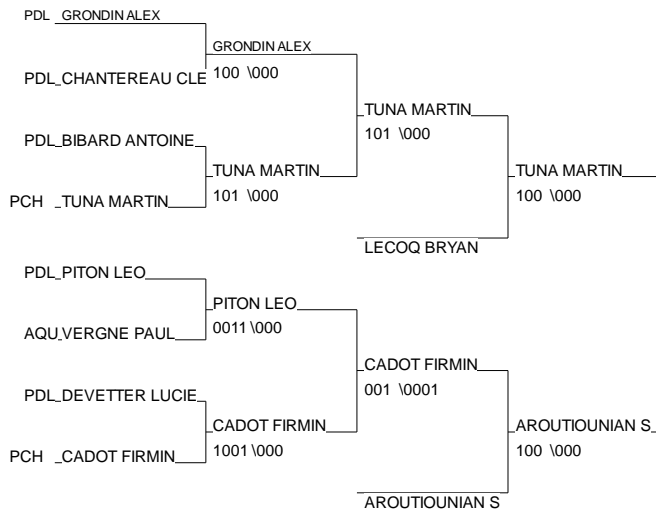 PDL GRONDIN ALEX
GRONDIN ALEX
PDL CHANTEREAU CLE
100 \000
TUNA MARTIN
101 \000
PDL BIBARD ANTOINE
TUNA MARTIN
TUNA MARTIN
101 \000
100 \000
PCH TUNA MARTIN
LECOQ BRYAN
PDL PITON LEO
PITON LEO
0011 \000
AQU VERGNE PAUL
CADOT FIRMIN
001 \0001
PDL DEVETTER LUCIE
CADOT FIRMIN
AROUTIOUNIAN S
1001 \000
100 \000
PCH CADOT FIRMIN
AROUTIOUNIAN S